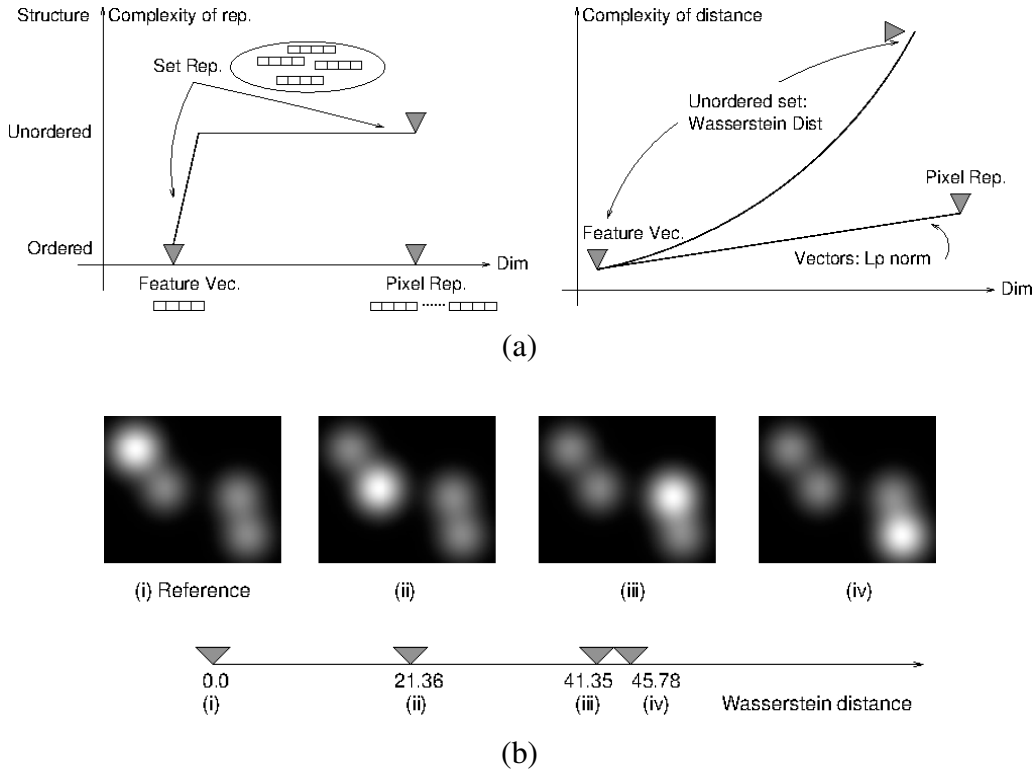 Structure
Complexity of rep.
Set Rep.
Unordered
Ordered
Dim
Feature Vec.
Pixel Rep.
Complexity of distance
Unordered set:
Wasserstein Dist
Pixel Rep.
Feature Vec.
Vectors: Lp norm
Dim
(a)
(i) Reference
(ii)
(iii)
(iv)
0.0
21.36
41.35
45.78
(i)
(ii)
(iii)
(iv)
Wasserstein distance
(b)